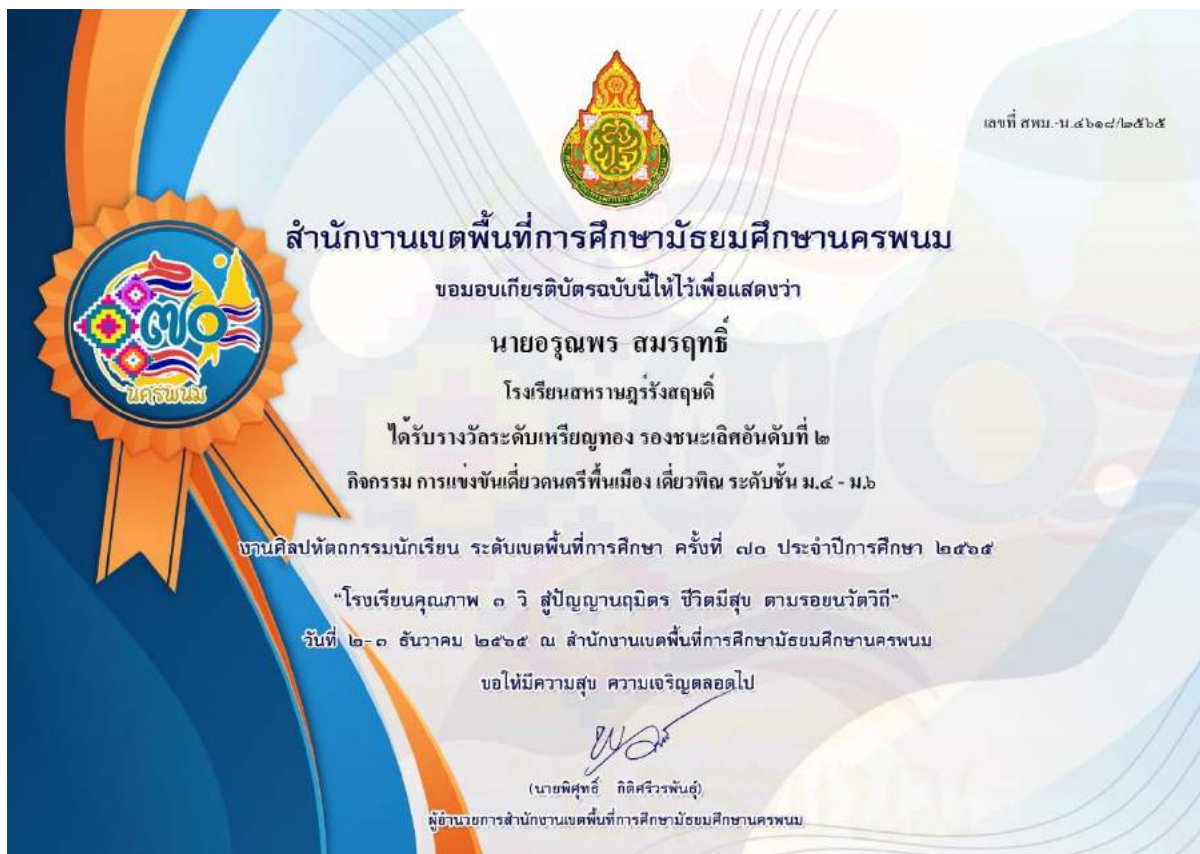 เลขที่ สพม.-น.๔๖๑๘/๒๕๖๕
สำนักงานเขตพื้นที่การศึกษามัธยมศึกษานครพนม
ขอมอบเกียรติบัตรฉบับนี้ให้ไว้เพื่อแสดงว่า
นายอรุณพร สมรฤทธิ์
โรงเรียนสหราษฎร์รังสฤษดิ์
ได้รับรางวัลระดับเหรียญทอง รองชนะเลิศอันดับที่ ๒
กิจกรรม การแข่งขันเดี่ยวดนตรีพื้นเมือง เดี่ยวพิณ ระดับชั้น ม.๔ - ม.๖
งานศิลปหัตถกรรมนักเรียน ระดับเขตพื้นที่การศึกษา ครั้งที่ ๗๐ ประจำปีการศึกษา ๒๕๖๕
"โรงเรียนคุณภาพ ๓ วิ สู่ปัญญานฤมิตร ชีวิตมีสุข ตามรอยนวัตวิถี"
วันที่ ๒-๓ ธันวาคม ๒๕๖๕ ณ สำนักงานเขตพื้นที่การศึกษามัธยมศึกษานครพนม
ขอให้มีความสุข ความเจริญตลอดไป
(นายพิศุทธิ์ กิติศรีวรพันธุ์)
ผู้อำนวยการสำนักงานเขตพื้นที่การศึกษามัธยมศึกษานครพนม
๗๐
นครพนม